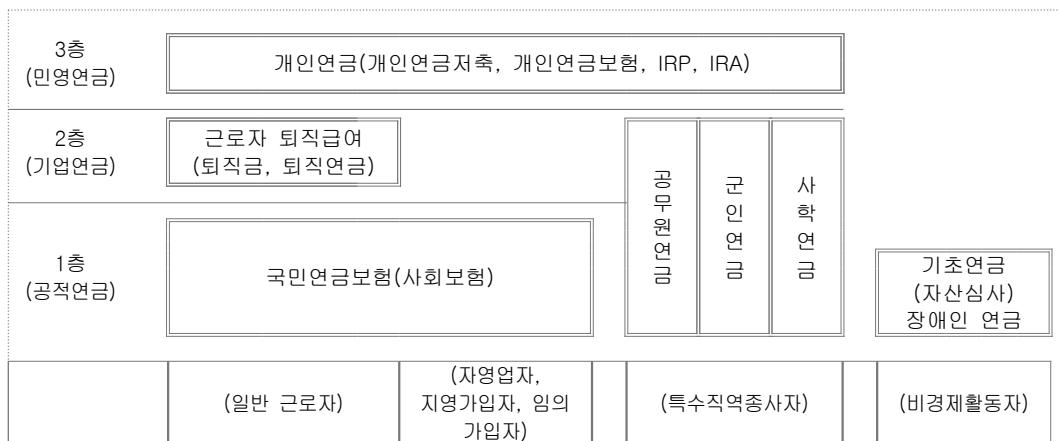 3층
(민영연금)
개인연금(개인연금저축, 개인연금보험, IRP, IRA)
2층
(기업연금)
근로자 퇴직급여
(퇴직금, 퇴직연금)
공무원연금
군인연금
사학연금
1층
(공적연금)
국민연금보험(사회보험)
기초연금
(자산심사)
장애인 연금
(일반 근로자)
(자영업자,
지영가입자, 임의
가입자)
(특수직역종사자)
(비경제활동자)